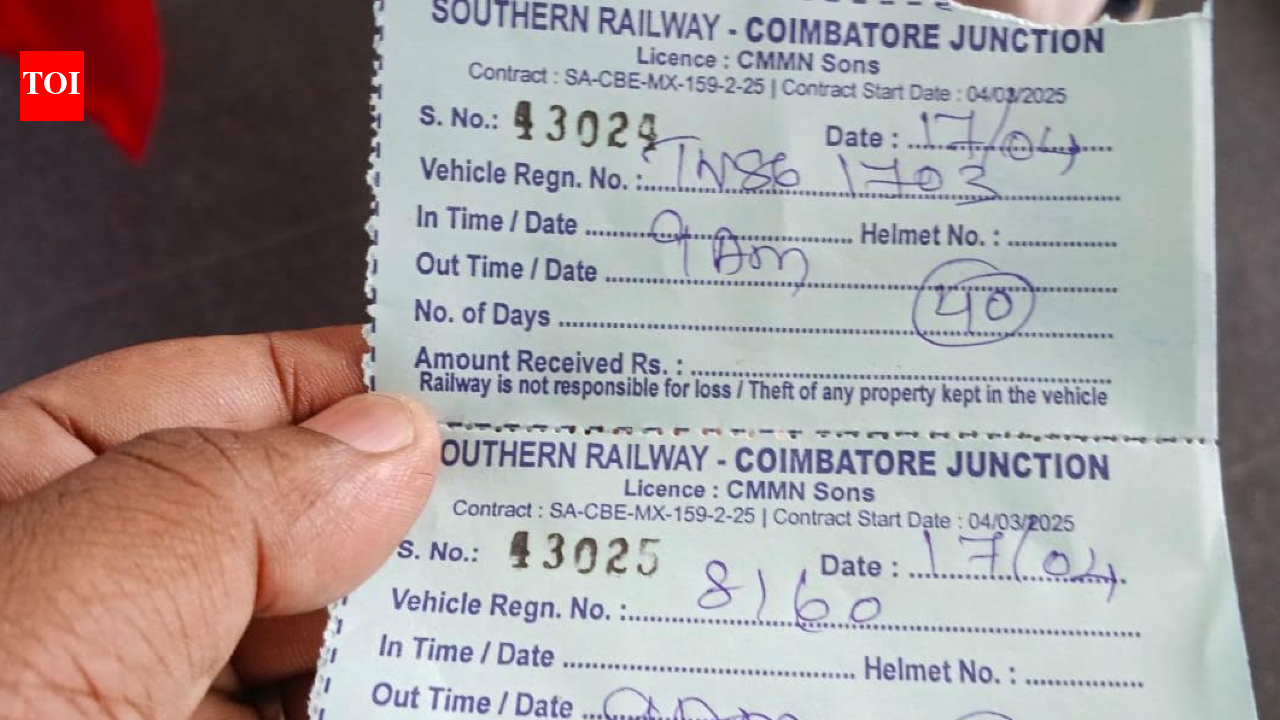 TOI
SOUTHERN RAILWAY - COIMBATORE JUNCTION
Licence : CMMN Sons
Contract : SA-CBE-MX-159-2-25 | Contract Start Date : 04/03/2025
S. No.: 43024 Date : 17/04
Vehicle Regn. No. : TN86 1703
In Time / Date 9 Am Helmet No. :
Out Time / Date 40
No. of Days
Amount Received Rs. :
Railway is not responsible for loss / Theft of any property kept in the vehicle
OUTHERN RAILWAY - COIMBATORE JUNCTION
Licence : CMMN Sons
Contract : SA-CBE-MX-159-2-25 | Contract Start Date : 04/03/2025
S. No.: 43025 Date : 17/04
Vehicle Regn. No. : 8160
In Time / Date Helmet No. :
Out Time / Date